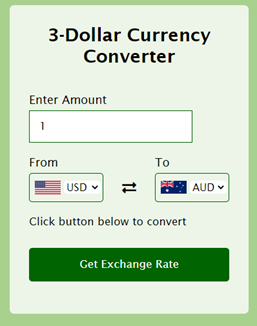 3-Dollar Currency
Converter
Enter Amount
1
From To
USD AUD
Click button below to convert
Get Exchange Rate